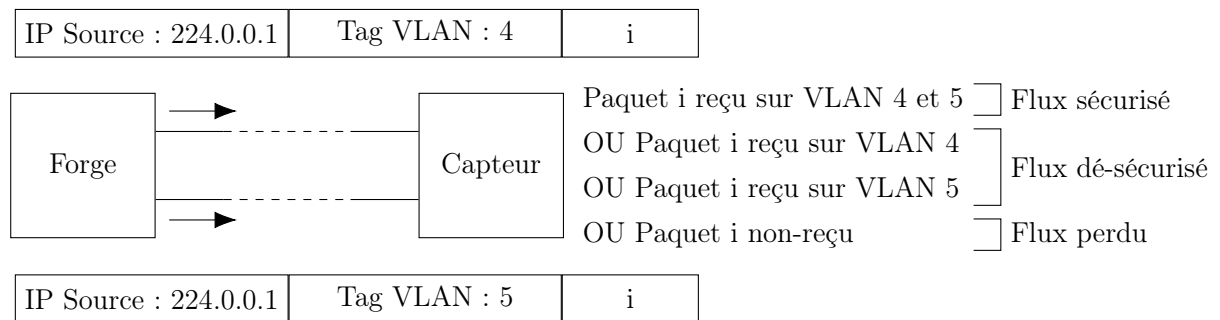 IP Source : 224.0.0.1 Tag VLAN : 4 i
Forge
Capteur
Paquet i reçu sur VLAN 4 et 5 Flux sécurisé
OU Paquet i reçu sur VLAN 4
OU Paquet i reçu sur VLAN 5
Flux dé-sécurisé
OU Paquet i non-reçu Flux perdu
IP Source : 224.0.0.1 Tag VLAN : 5 i